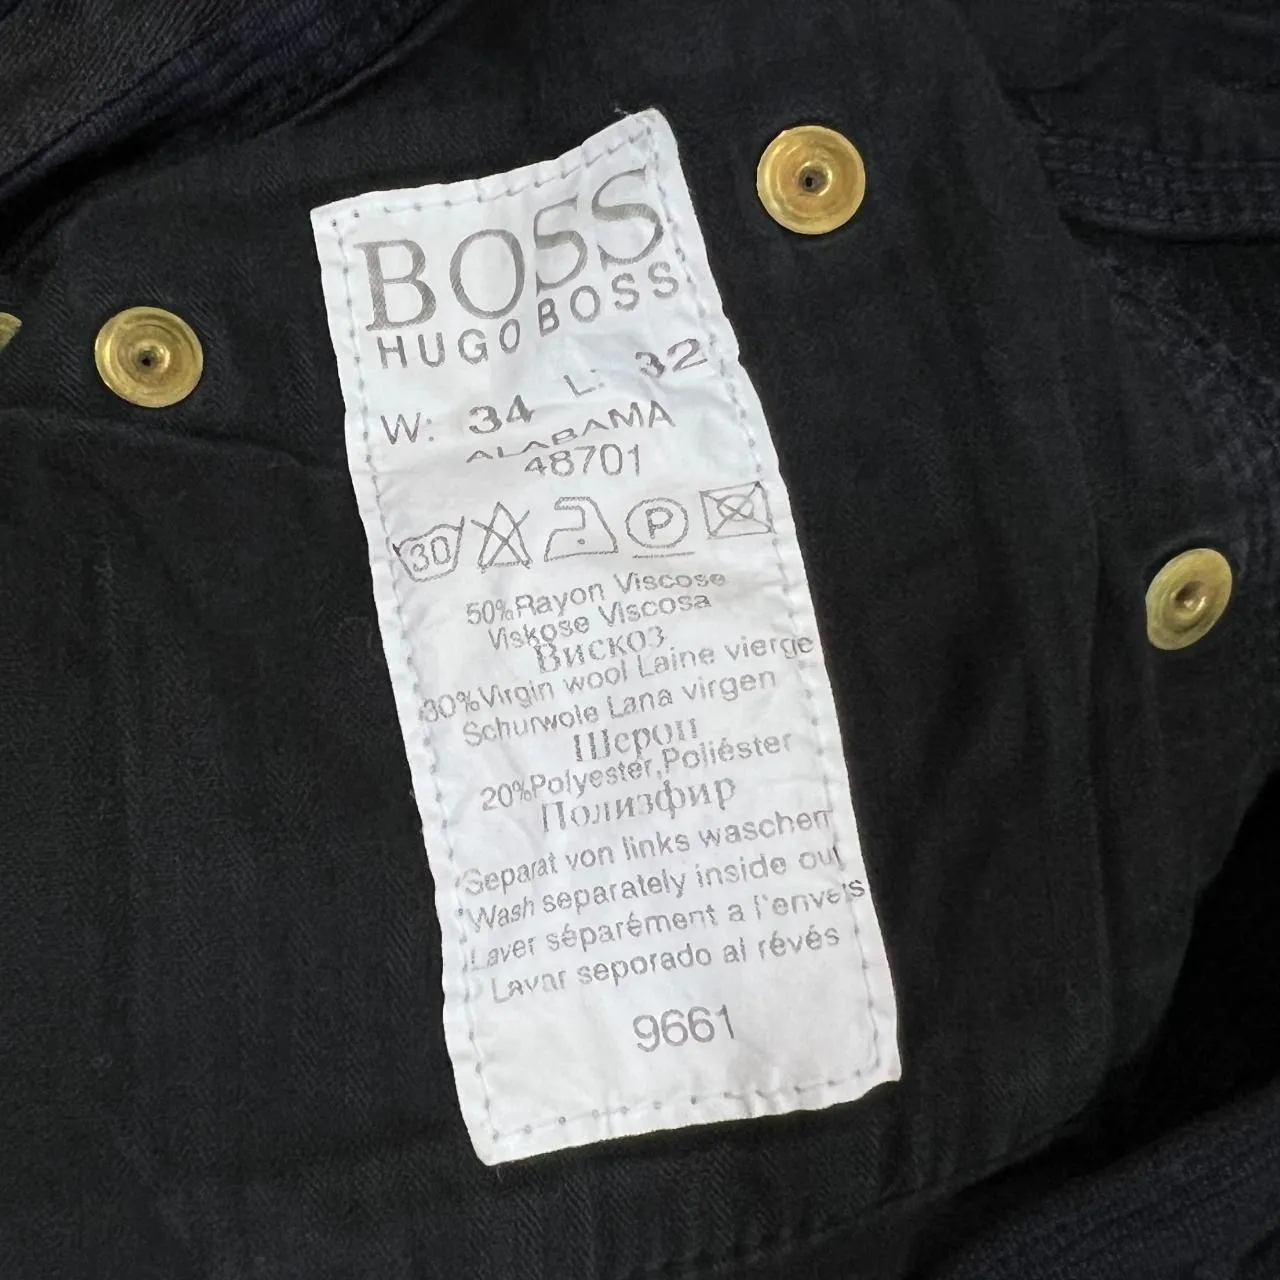 BOSS
HUGO BOSS
W: 34 L: 32
ALABAMA
48701
30 P
50%Rayon Viscose
Viskose Viscosa
Вискоз
30%Virgin wool Laine vierge
Schurwole Lana virgen
Шероп
20%Polyester,Poliéster
Полиэфир
Separat von links waschen
Wash separately inside out
Laver séparément a l'envers
Lavar seporado al révés
9661